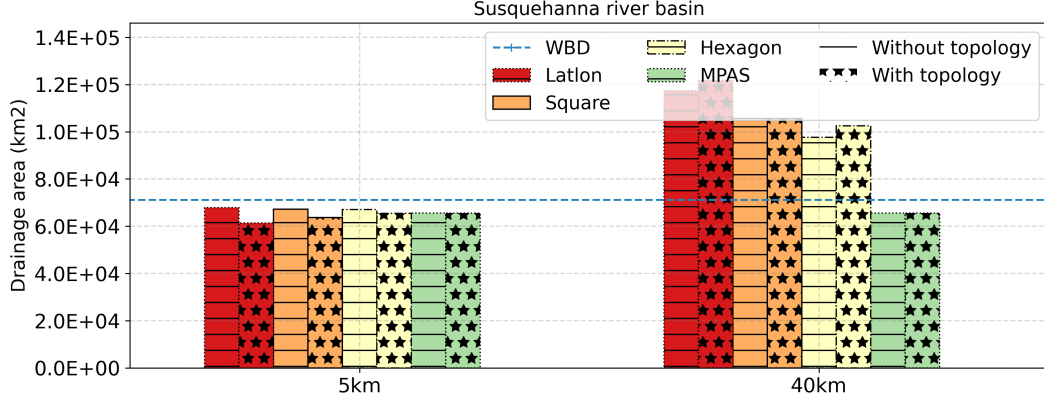 Susquehanna river basin
Drainage area (km2)
1.4E+05
1.2E+05
1.0E+05
8.0E+04
6.0E+04
4.0E+04
2.0E+04
0.0E+00
WBD
Latlon
Square
Hexagon
MPAS
Without topology
With topology
5km
40km